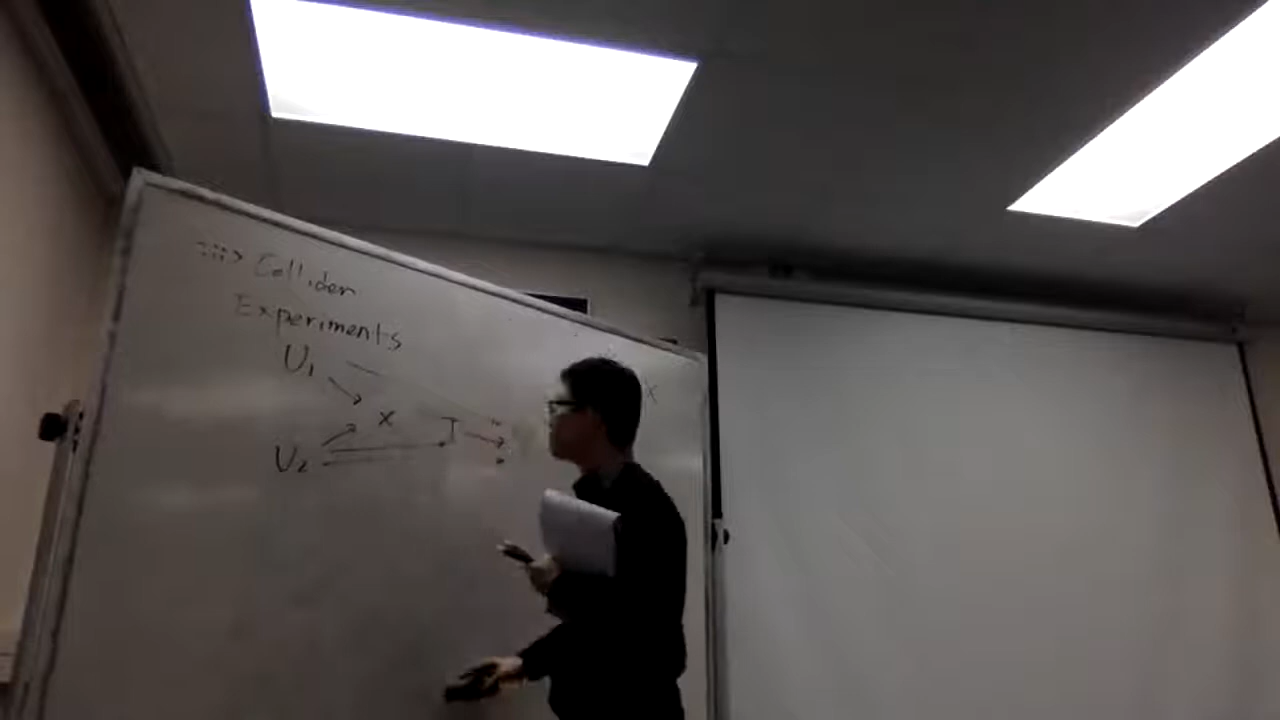 Collider
Experiments
U₁
X
X
I
U₂